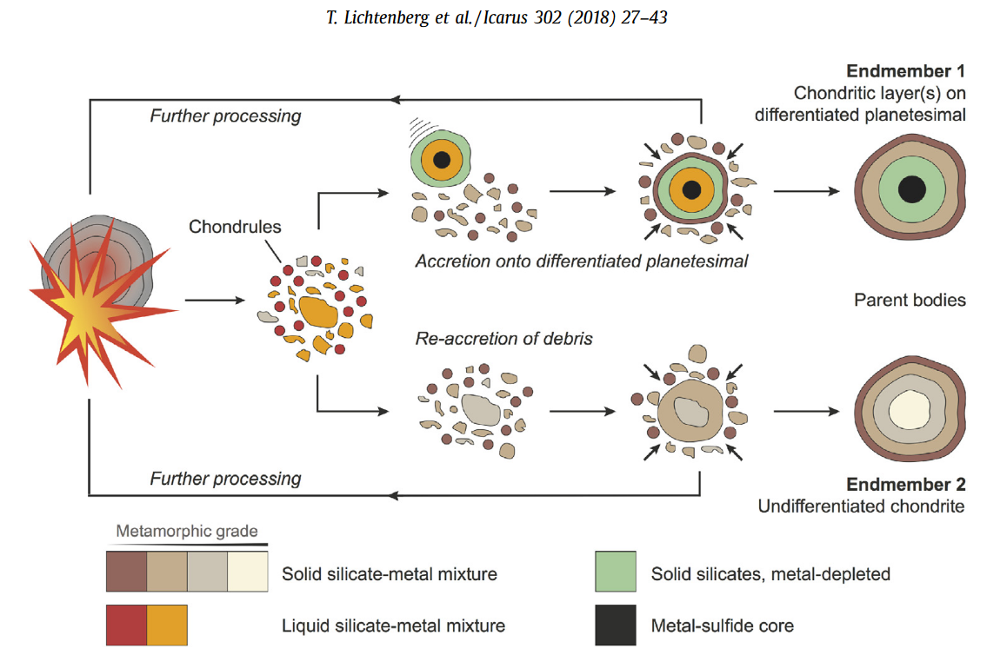 T. Lichtenberg et al. / Icarus 302 (2018) 27–43
Endmember 1
Chondritic layer(s) on
differentiated planetesimal
Further processing
Chondrules
Accretion onto differentiated planetesimal
Parent bodies
Re-accretion of debris
Further processing
Endmember 2
Undifferentiated chondrite
Metamorphic grade
Solid silicate-metal mixture
Solid silicates, metal-depleted
Liquid silicate-metal mixture
Metal-sulfide core